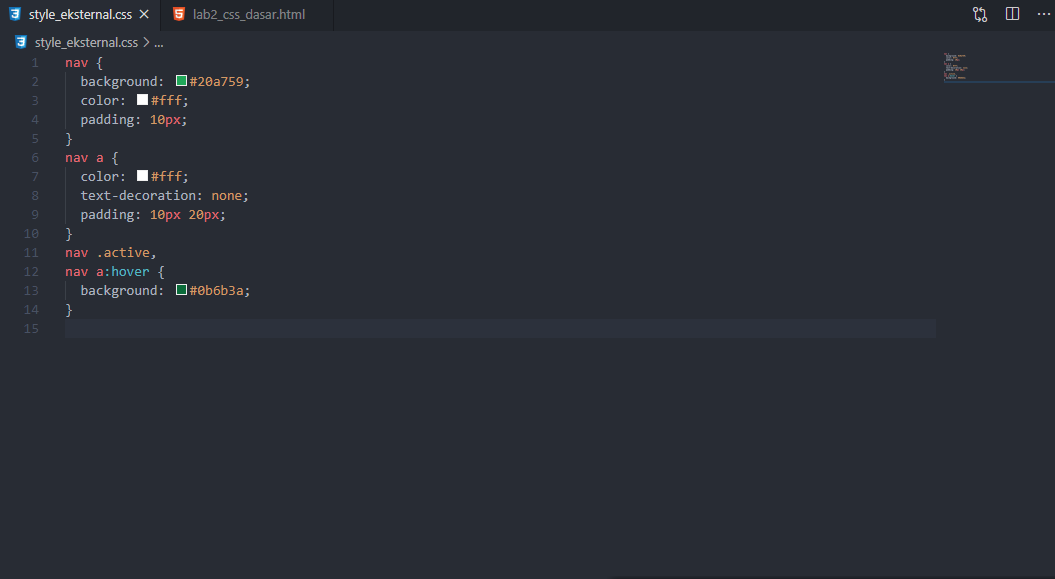 style_eksternal.css
lab2_css_dasar.html
style_eksternal.css > ...
1 nav {
2 background: #20a759;
3 color: #fff;
4 padding: 10px;
5 }
6 nav a {
7 color: #fff;
8 text-decoration: none;
9 padding: 10px 20px;
10 }
11 nav .active,
12 nav a:hover {
13 background: #0b6b3a;
14 }
15